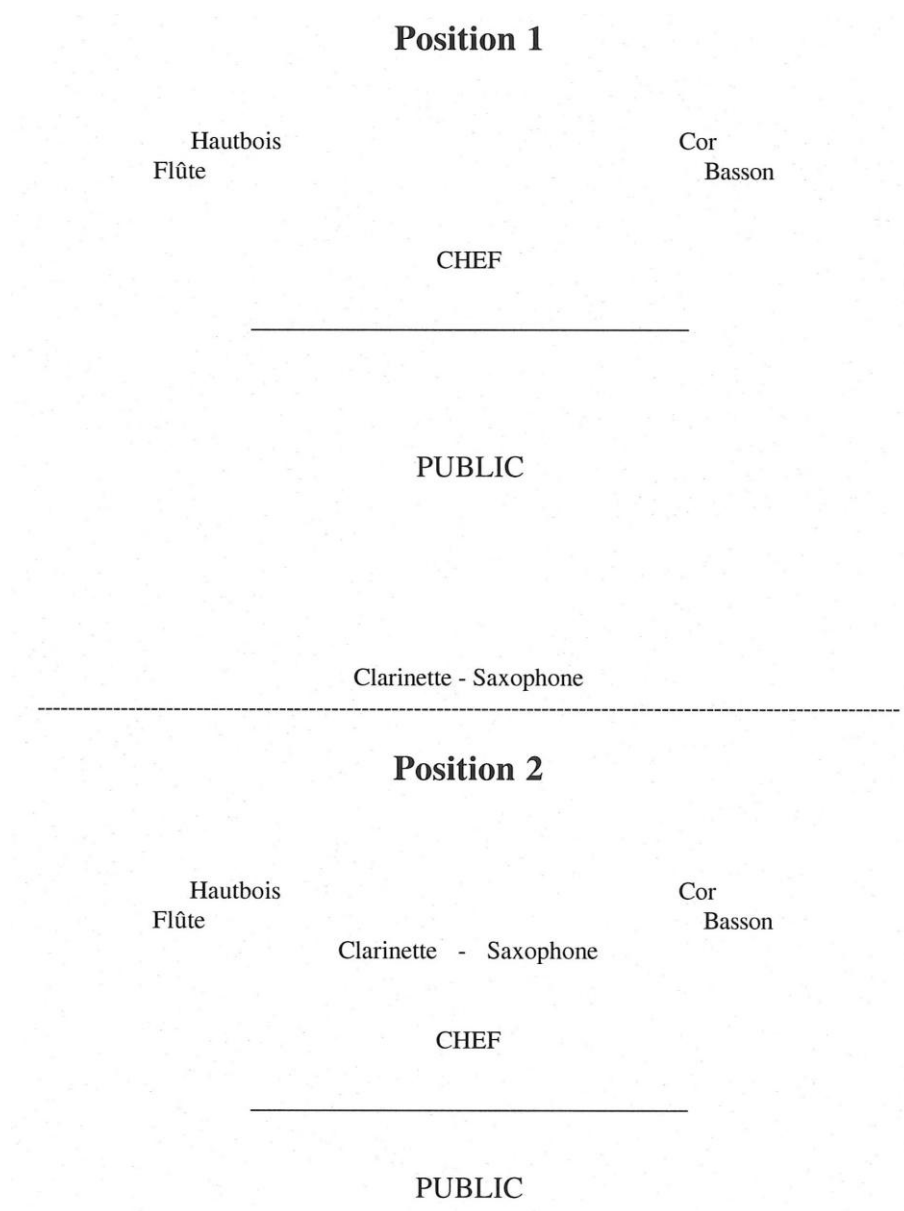 Position 1
Hautbois Cor
Flûte Basson
CHEF
PUBLIC
Clarinette - Saxophone
Position 2
Hautbois Cor
Flûte Basson
Clarinette - Saxophone
CHEF
PUBLIC